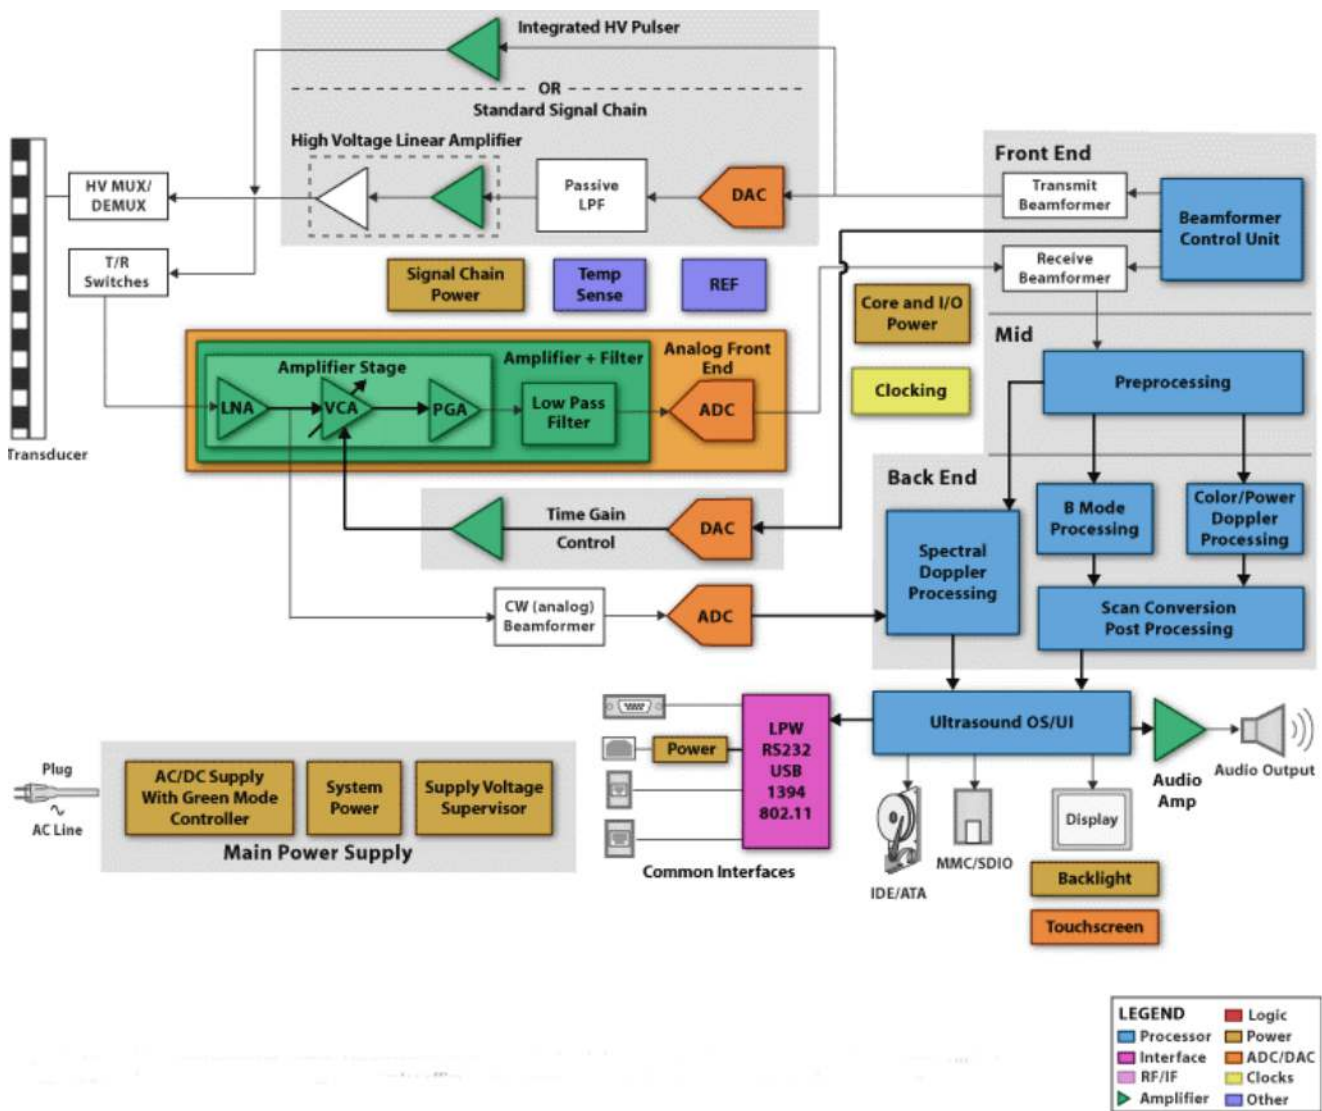 Integrated HV Pulser
OR
Standard Signal Chain
High Voltage Linear Amplifier
HV MUX/
DEMUX
Passive
LPF
DAC
Front End
Transmit
Beamformer
Beamformer
Control Unit
T/R
Switches
Receive
Beamformer
Signal Chain
Power
Temp
Sense
REF
Core and I/O
Power
Clocking
Mid
Preprocessing
Transducer
Amplifier Stage
Amplifier + Filter
Analog Front
End
LNA
VCA
PGA
Low Pass
Filter
ADC
Back End
B Mode
Processing
Color/Power
Doppler
Processing
Time Gain
Control
DAC
Spectral
Doppler
Processing
CW (analog)
Beamformer
ADC
Scan Conversion
Post Processing
LPW
RS232
USB
1394
802.11
Power
Common Interfaces
Ultrasound OS/UI
Audio
Amp
Audio Output
IDE/ATA
MMC/SDIO
Display
Backlight
Touchscreen
Plug
AC Line
AC/DC Supply
With Green Mode
Controller
System
Power
Supply Voltage
Supervisor
Main Power Supply
LEGEND
Processor
Interface
RF/IF
Amplifier
Logic
Power
ADC/DAC
Clocks
Other